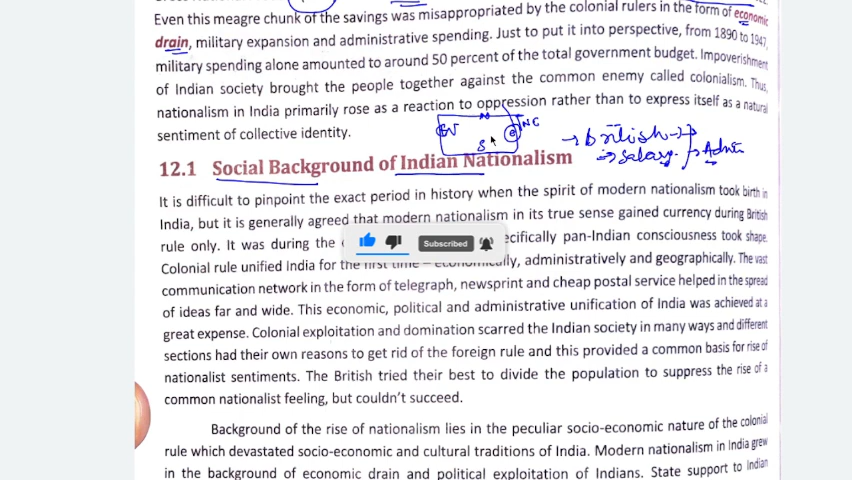 Even this meagre chunk of the savings was misappropriated by the colonial rulers in the form of economic
drain, military expansion and administrative spending. Just to put it into perspective, from 1890 to 1947,
military spending alone amounted to around 50 percent of the total government budget. Impoverishment
of Indian society brought the people together against the common enemy called colonialism. Thus,
nationalism in India primarily rose as a reaction to oppression rather than to express itself as a natural
sentiment of collective identity.
W N S e NC
British
Salary Admin
12.1 Social Background of Indian Nationalism
It is difficult to pinpoint the exact period in history when the spirit of modern nationalism took birth in
India, but it is generally agreed that modern nationalism in its true sense gained currency during British
rule only. It was during the ecifically pan-Indian consciousness took shape.
Colonial rule unified India for the first time – economically, administratively and geographically. The vast
communication network in the form of telegraph, newsprint and cheap postal service helped in the spread
of ideas far and wide. This economic, political and administrative unification of India was achieved at a
great expense. Colonial exploitation and domination scarred the Indian society in many ways and different
sections had their own reasons to get rid of the foreign rule and this provided a common basis for rise of
nationalist sentiments. The British tried their best to divide the population to suppress the rise of a
common nationalist feeling, but couldn't succeed.
Background of the rise of nationalism lies in the peculiar socio-economic nature of the colonial
rule which devastated socio-economic and cultural traditions of India. Modern nationalism in India grew
in the background of economic drain and political exploitation of Indians. State support to Indian
Subscribed